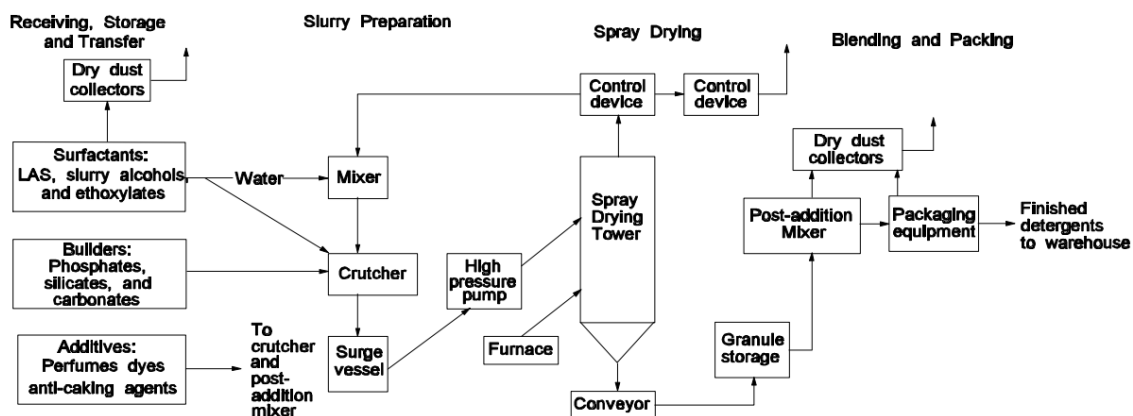 Receiving, Storage
and Transfer
Slurry Preparation
Spray Drying
Blending and Packing
Dry dust
collectors
Control
device
Control
device
Dry dust
collectors
Surfactants:
LAS, slurry alcohols,
and ethoxylates
Water
Mixer
Spray
Drying
Tower
Post-addition
Mixer
Packaging
equipment
Finished
detergents
to warehouse
Builders:
Phosphates,
silicates, and
carbonates
Crutcher
High
pressure
pump
Furnace
Granule
storage
Additives:
Perfumes dyes
anti-caking agents
To
crutcher
and
post-
addition
mixer
Surge
vessel
Conveyor